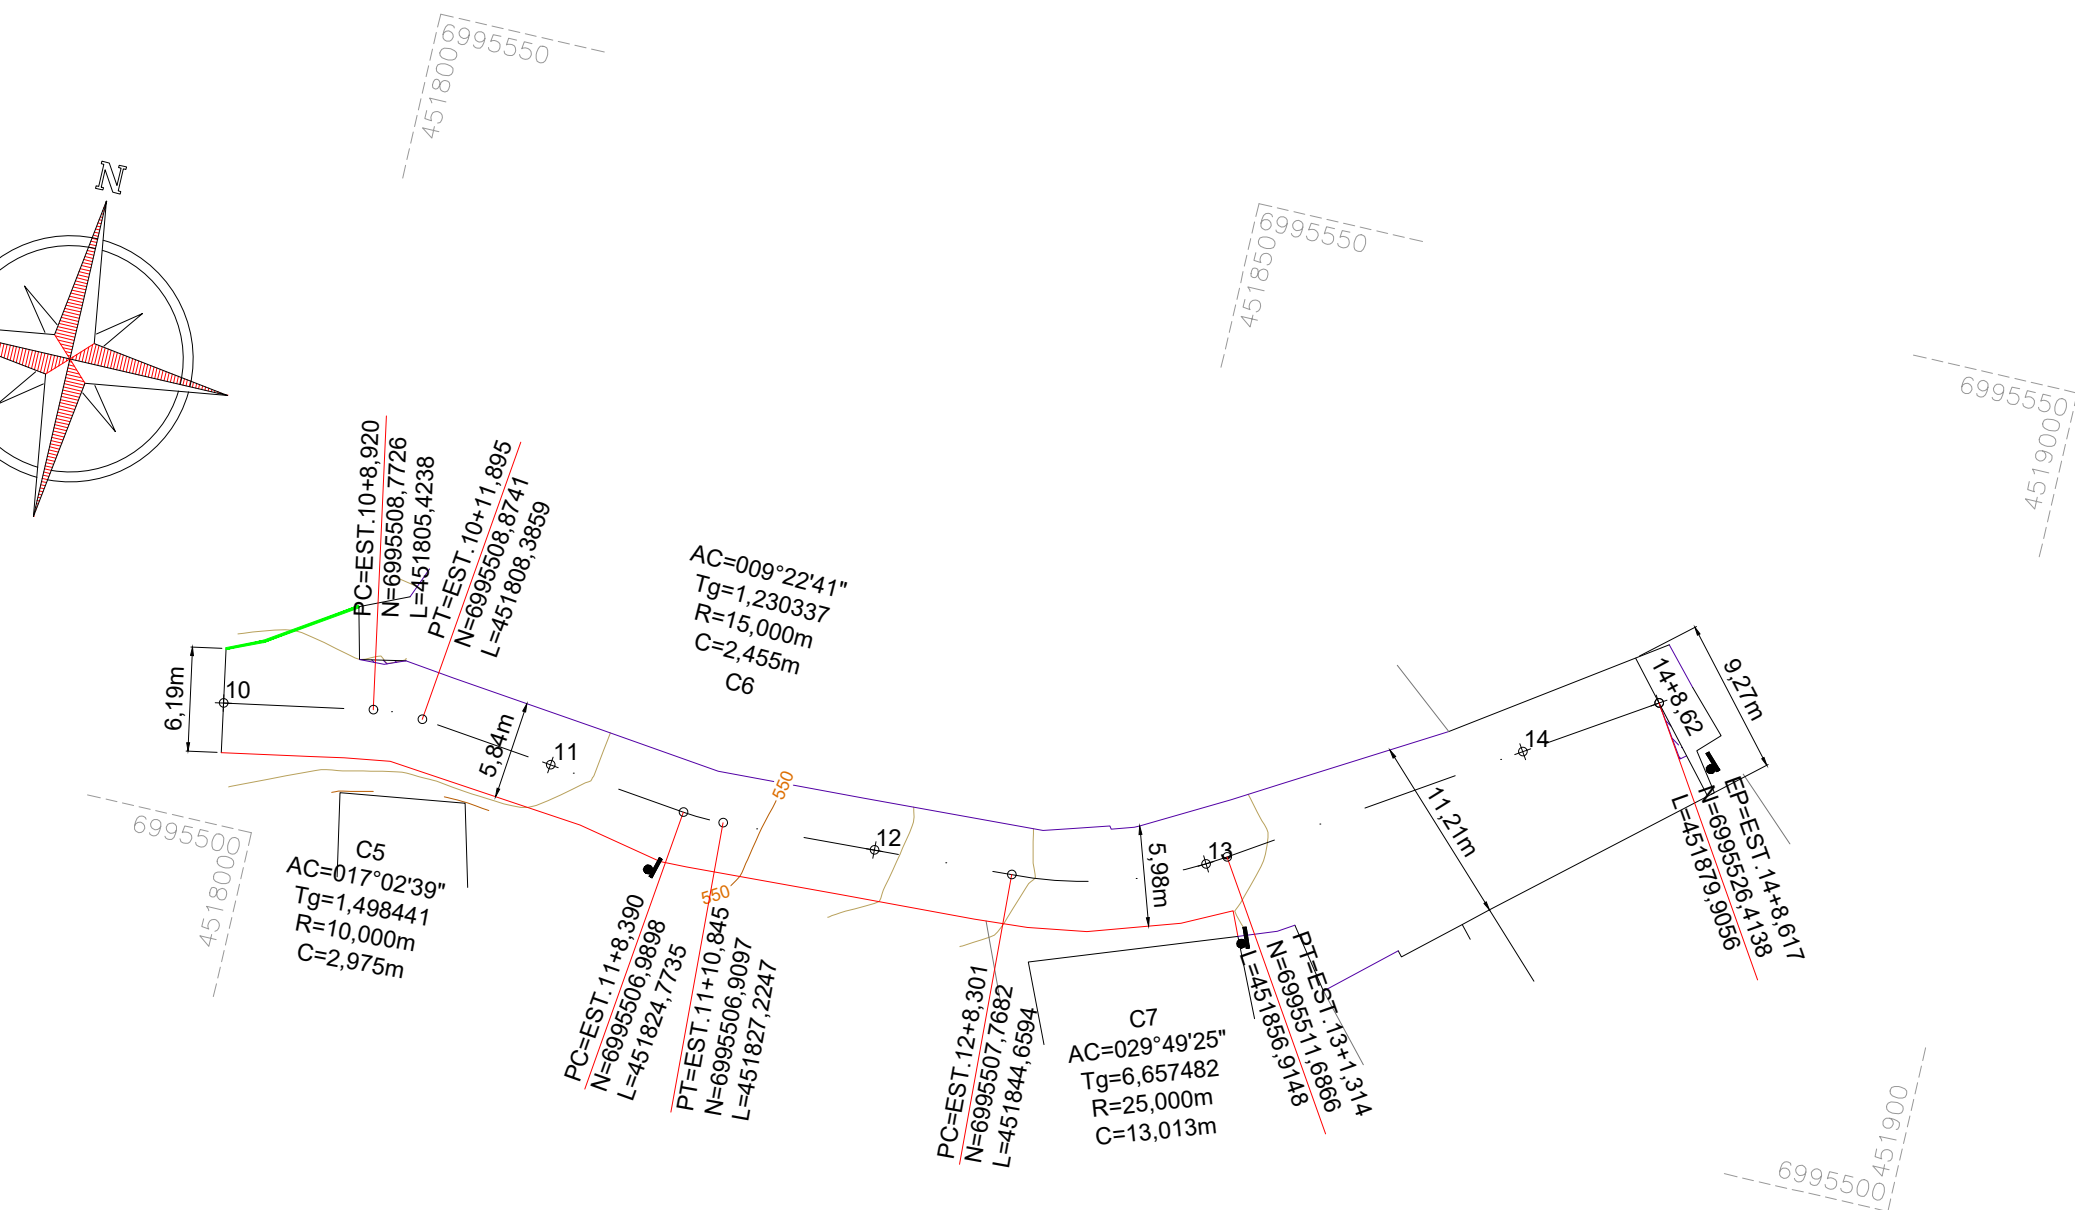 6995550
451800
N
6995550
451850
6995550
451900
PC=EST.10+8,920
N=6995508,7726
L=451805,4238
PT=EST.10+11,895
N=6995508,8741
L=451808,3859
AC=009°22'41"
Tg=1,230337
R=15,000m
C=2,455m
C6
6,19m
10
5,84m
11
550
550
12
13
5,98m
11,21m
14
14+8,62
9,27m
EP=EST.14+8,617
N=6995526,4138
L=451879,9056
6995500
451800
C5
AC=017°02'39"
Tg=1,498441
R=10,000m
C=2,975m
PC=EST.11+8,390
N=6995506,9898
L=451824,7735
PT=EST.11+10,845
N=6995506,9097
L=451827,2247
PC=EST.12+8,301
N=6995507,7682
L=451844,6594
C7
AC=029°49'25"
Tg=6,657482
R=25,000m
C=13,013m
PT=EST.13+1,314
N=6995511,6866
L=451856,9148
6995500
451900